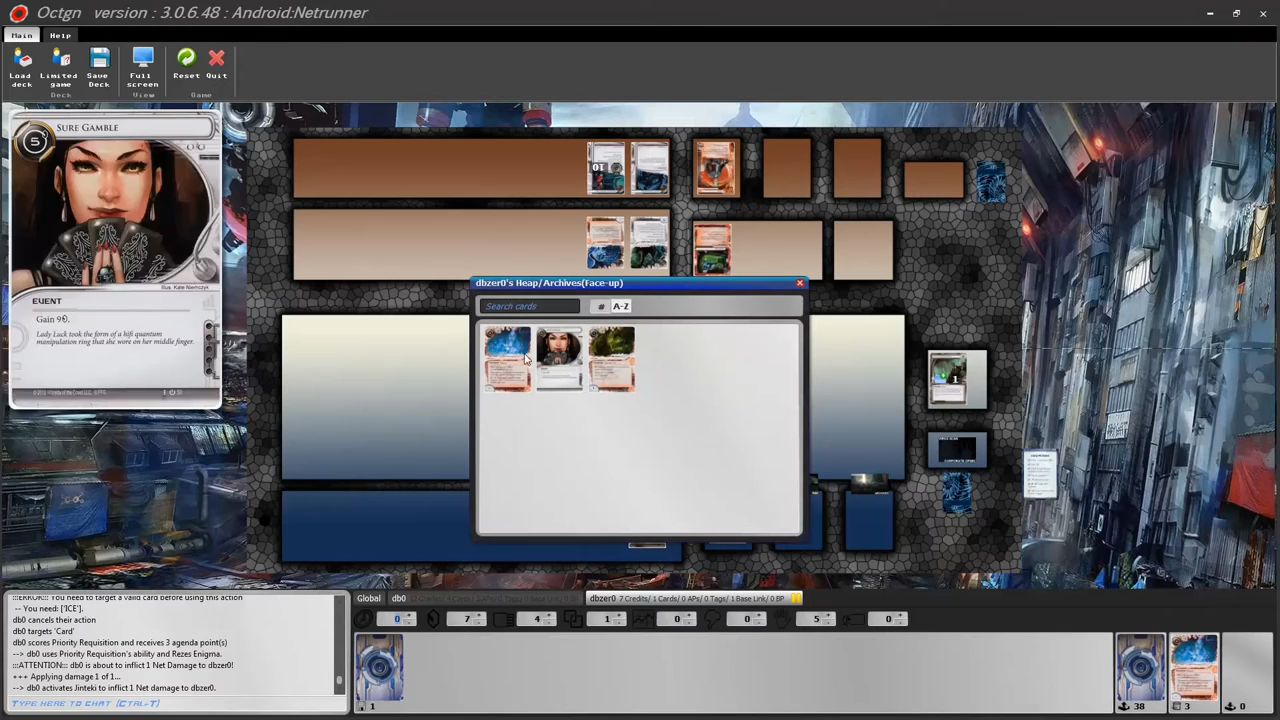 Octgn version : 3.0.6.48 : Android:Netrunner
Main Help
Load deck
Limited game
Save Deck
Full screen
Reset
Quit
Deck
View
Game
5
SURE GAMBLE
Illus. Kate Niemczyk
EVENT
Gain 9
Lady Luck took the form of a hifi quantum
manipulation ring that she wore on her middle finger.
10
dbzer0's Heap/Archives(Face-up)
Search cards
# A-Z
1
:::ERROR::: You need to target a valid card before using this action
-- You need: ['ICE'].
db0 cancels their action
db0 targets 'Card'
db0 scores Priority Requisition and receives 3 agenda point(s)
--> db0 uses Priority Requisition's ability and Rezes Enigma.
:::ATTENTION::: db0 is about to inflict 1 Net Damage to dbzer0!
+++ Applying damage 1 of 1...
--> db0 activates Jinteki to inflict 1 Net damage to dbzer0.
TYPE HERE TO CHAT (CTRL+T)
Global
db0
dbzer0 7 Credits/ 1 Cards/ 0 APs/ 0 Tags/ 1 Base Link/ 0 BP
0 7 4 1 0 0 0 5 0
1
38
3
0